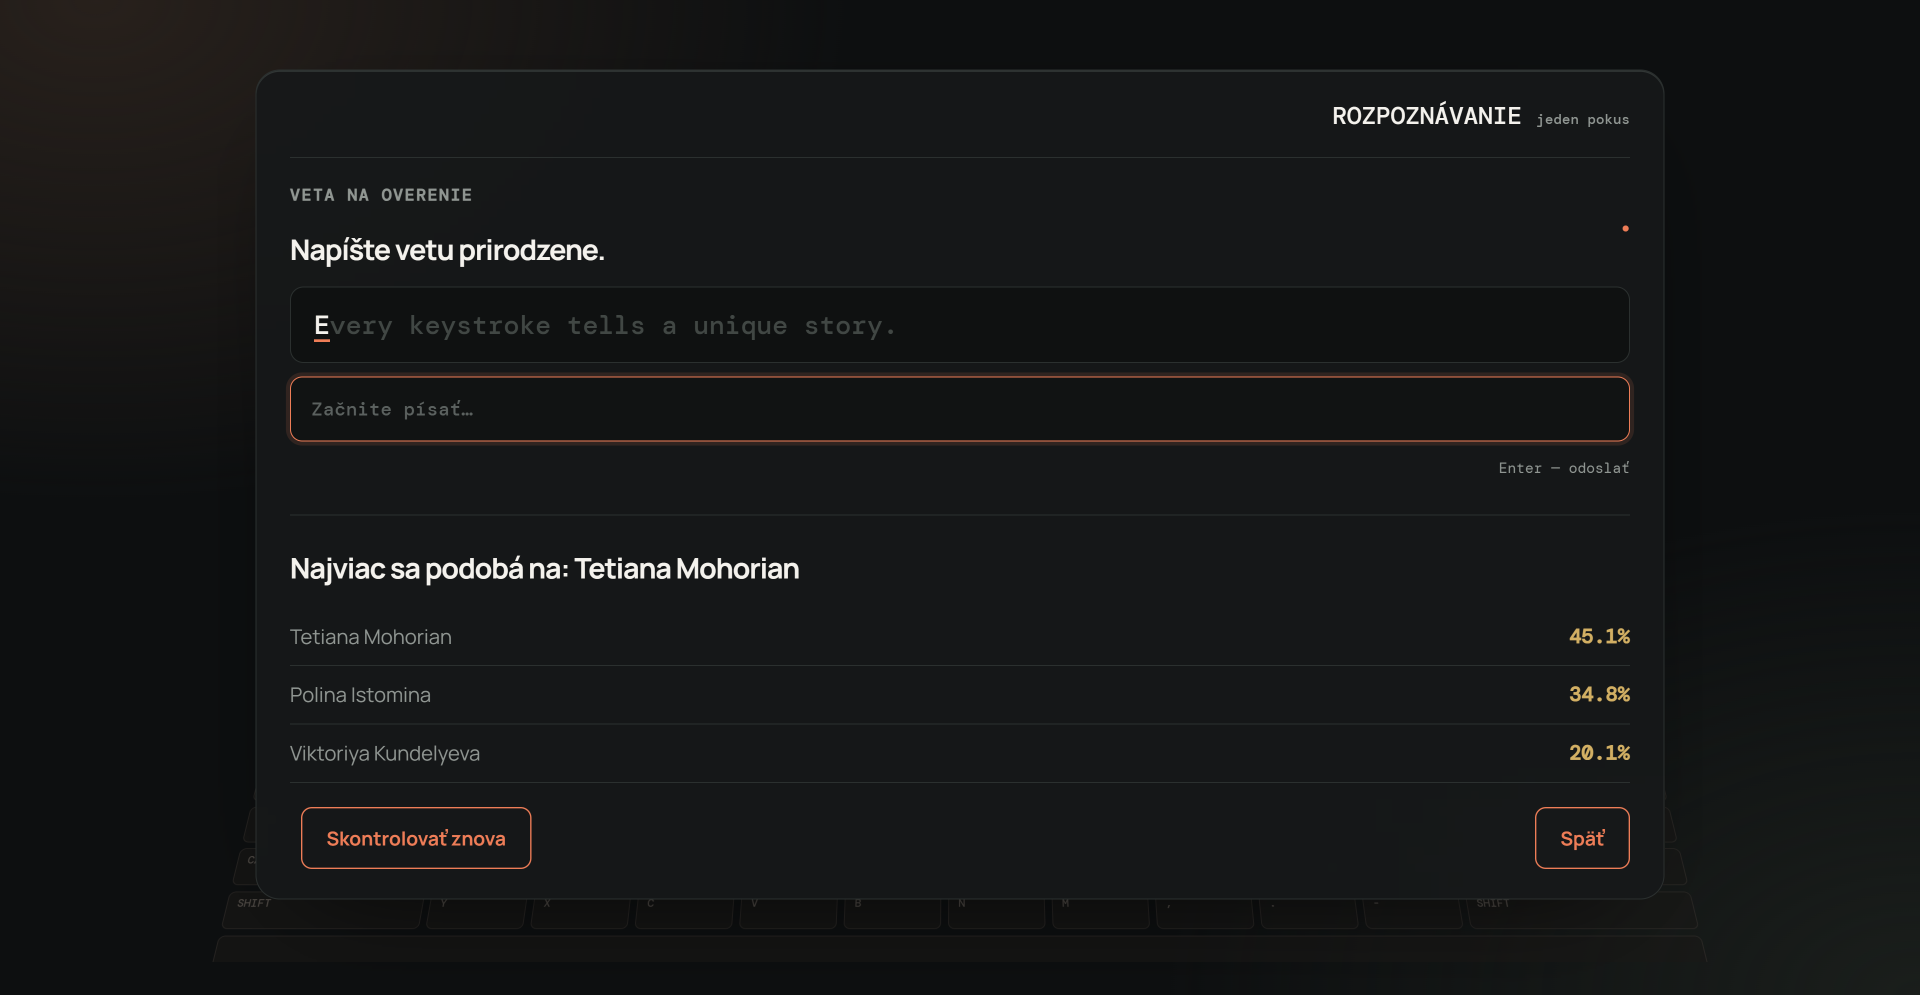 ROZPOZNÁVANIE jeden pokus
VETA NA OVERENIE
Napíšte vetu prirodzene.
Every keystroke tells a unique story.
Začnite písať…
Enter — odoslať
Najviac sa podobá na: Tetiana Mohorian
Tetiana Mohorian 45.1%
Polina Istomina 34.8%
Viktoriya Kundelyeva 20.1%
Skontrolovať znova Späť
SHIFT Y X C V B N M , . - SHIFT